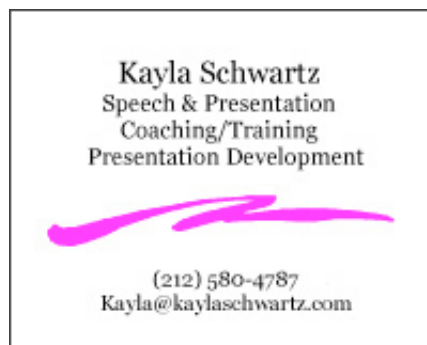 Kayla Schwartz
Speech & Presentation
Coaching/Training
Presentation Development
(212) 580-4787
Kayla@kaylaschwartz.com